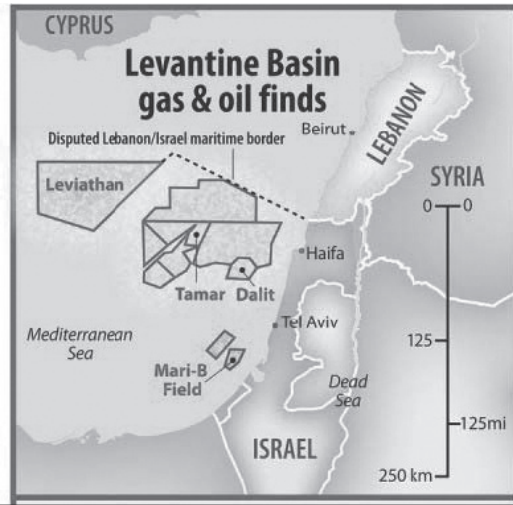 CYPRUS
Levantine Basin
gas & oil finds
Disputed Lebanon/Israel maritime border
Beirut
LEBANON
SYRIA
Leviathan
0 0
Haifa
Tamar Dalit
Tel Aviv
Mediterranean
Sea
125
Mari-B
Field
Dead
Sea
125mi
ISRAEL
250 km